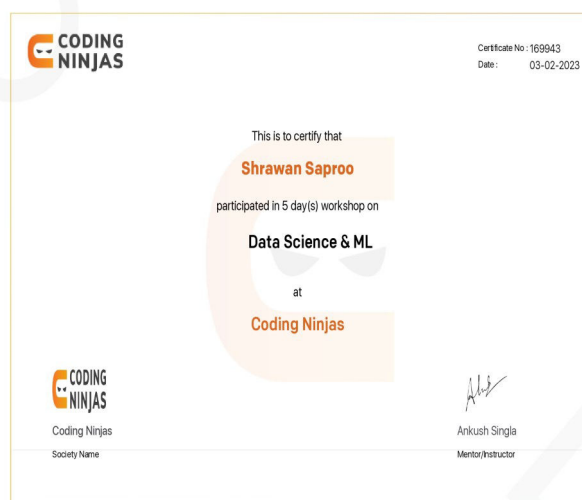 CODING
NINJAS
Certificate No : 169943
Date : 03-02-2023
This is to certify that
Shrawan Saproo
participated in 5 day(s) workshop on
Data Science & ML
at
Coding Ninjas
CODING
NINJAS
Coding Ninjas
Society Name
Ankush Singla
Mentor/Instructor